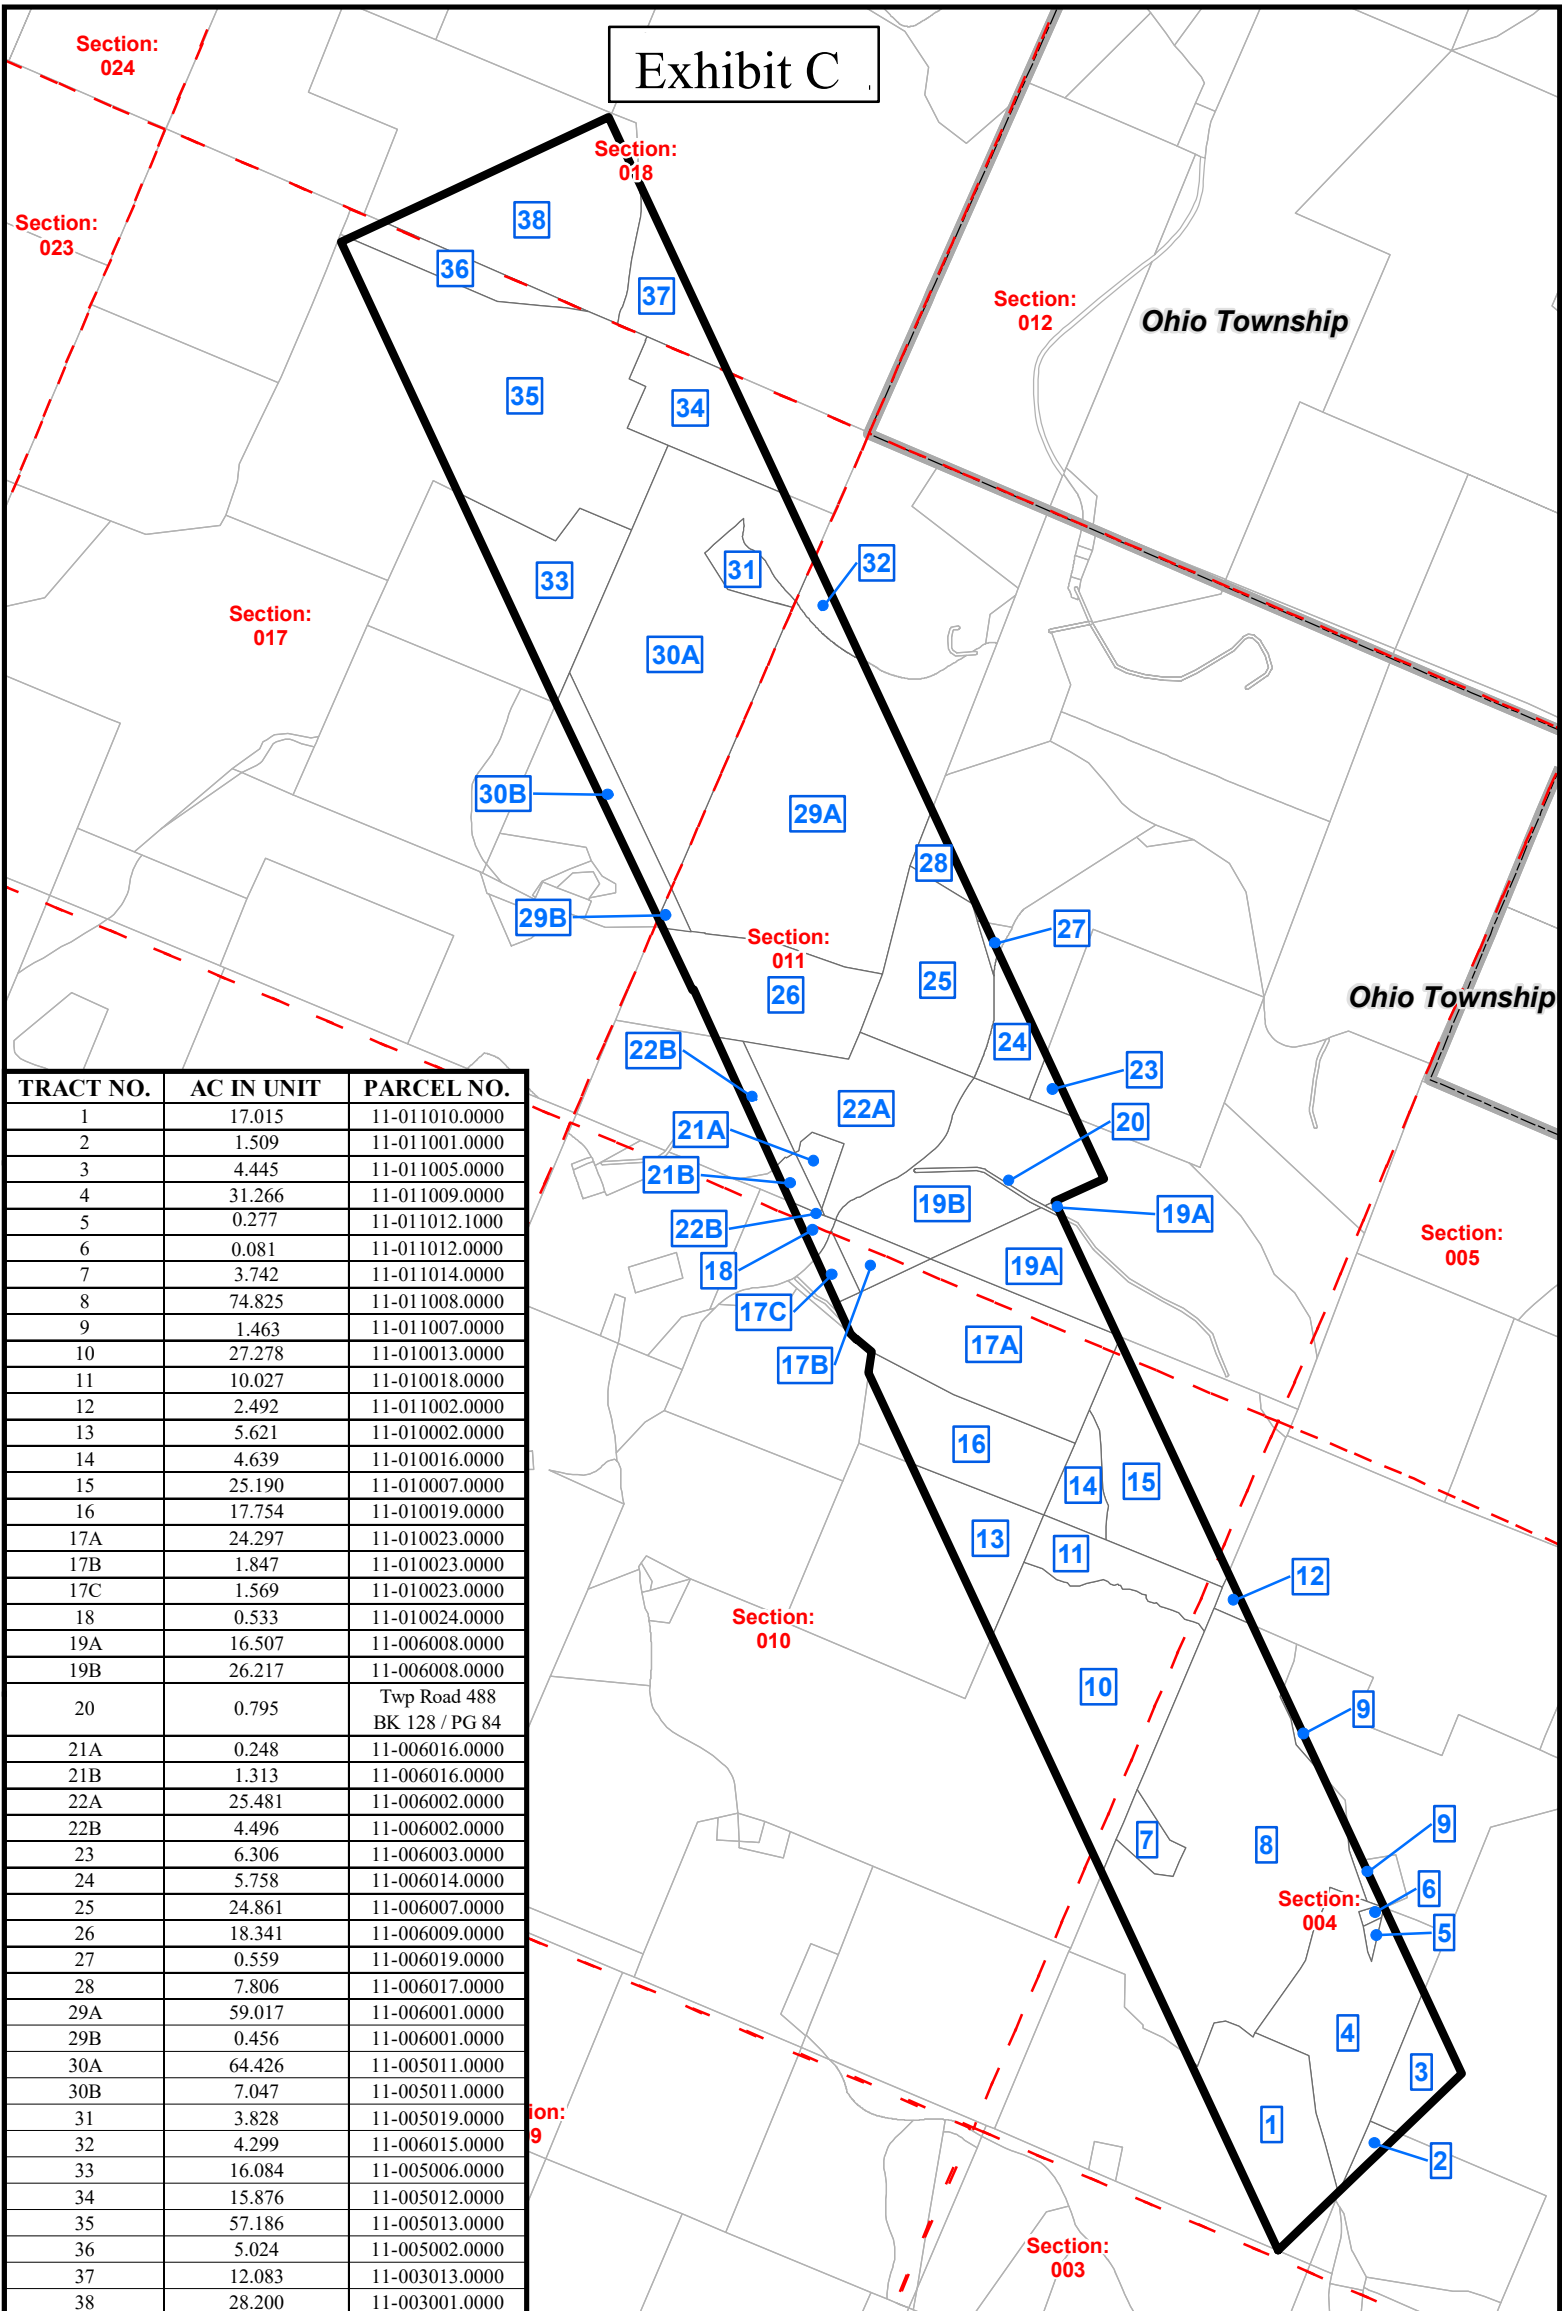 Exhibit C .
Section:
024
Section:
018
Section:
023
38
36
37
Section:
012
Ohio Township
35
34
33
31
32
Section:
017
30A
30B
29A
28
29B
Section:
011
27
25
26
Ohio Township
22B
24
23
22A
21A
20
21B
19B
19A
22B
18
19A
Section:
005
17C
17A
17B
16
14
15
13
11
12
Section:
010
10
9
7
8
9
Section:
004
6
5
4
3
1
2
Section:
003
ion:
9
TRACT NO. AC IN UNIT PARCEL NO.
1 17.015 11-011010.0000
2 1.509 11-011001.0000
3 4.445 11-011005.0000
4 31.266 11-011009.0000
5 0.277 11-011012.1000
6 0.081 11-011012.0000
7 3.742 11-011014.0000
8 74.825 11-011008.0000
9 1.463 11-011007.0000
10 27.278 11-010013.0000
11 10.027 11-010018.0000
12 2.492 11-011002.0000
13 5.621 11-010002.0000
14 4.639 11-010016.0000
15 25.190 11-010007.0000
16 17.754 11-010019.0000
17A 24.297 11-010023.0000
17B 1.847 11-010023.0000
17C 1.569 11-010023.0000
18 0.533 11-010024.0000
19A 16.507 11-006008.0000
19B 26.217 11-006008.0000
20 0.795 Twp Road 488
BK 128 / PG 84
21A 0.248 11-006016.0000
21B 1.313 11-006016.0000
22A 25.481 11-006002.0000
22B 4.496 11-006002.0000
23 6.306 11-006003.0000
24 5.758 11-006014.0000
25 24.861 11-006007.0000
26 18.341 11-006009.0000
27 0.559 11-006019.0000
28 7.806 11-006017.0000
29A 59.017 11-006001.0000
29B 0.456 11-006001.0000
30A 64.426 11-005011.0000
30B 7.047 11-005011.0000
31 3.828 11-005019.0000
32 4.299 11-006015.0000
33 16.084 11-005006.0000
34 15.876 11-005012.0000
35 57.186 11-005013.0000
36 5.024 11-005002.0000
37 12.083 11-003013.0000
38 28.200 11-003001.0000